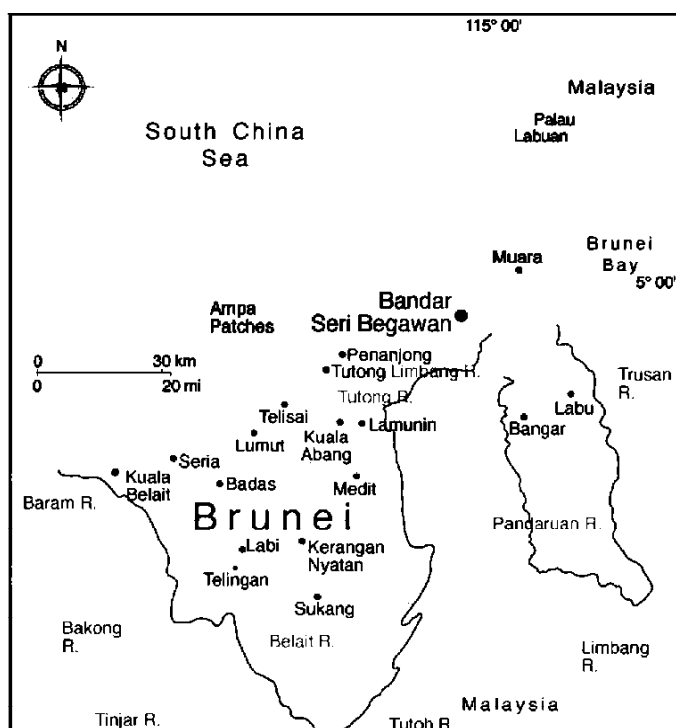 115° 00'
N
Malaysia
Palau
Labuan
South China
Sea
Brunei
Bay
Muara
5° 00'
Bandar
Seri Begawan
Ampa
Patches
Penanjong
0 30 km
0 20 mi
Tutong Limbang R.
Trusan
R.
Tutong R.
Labu
Telisai
Bangar
Lamunin
Lumut
Kuala
Abang
Seria
Kuala
Belait
Badas
Medit
Baram R.
Brunei
Pandaruan R.
Labi
Kerangan
Nyatan
Telingan
Sukang
Bakong
R.
Belait R.
Limbang
R.
Malaysia
Tinjar R.
Tutoh R.